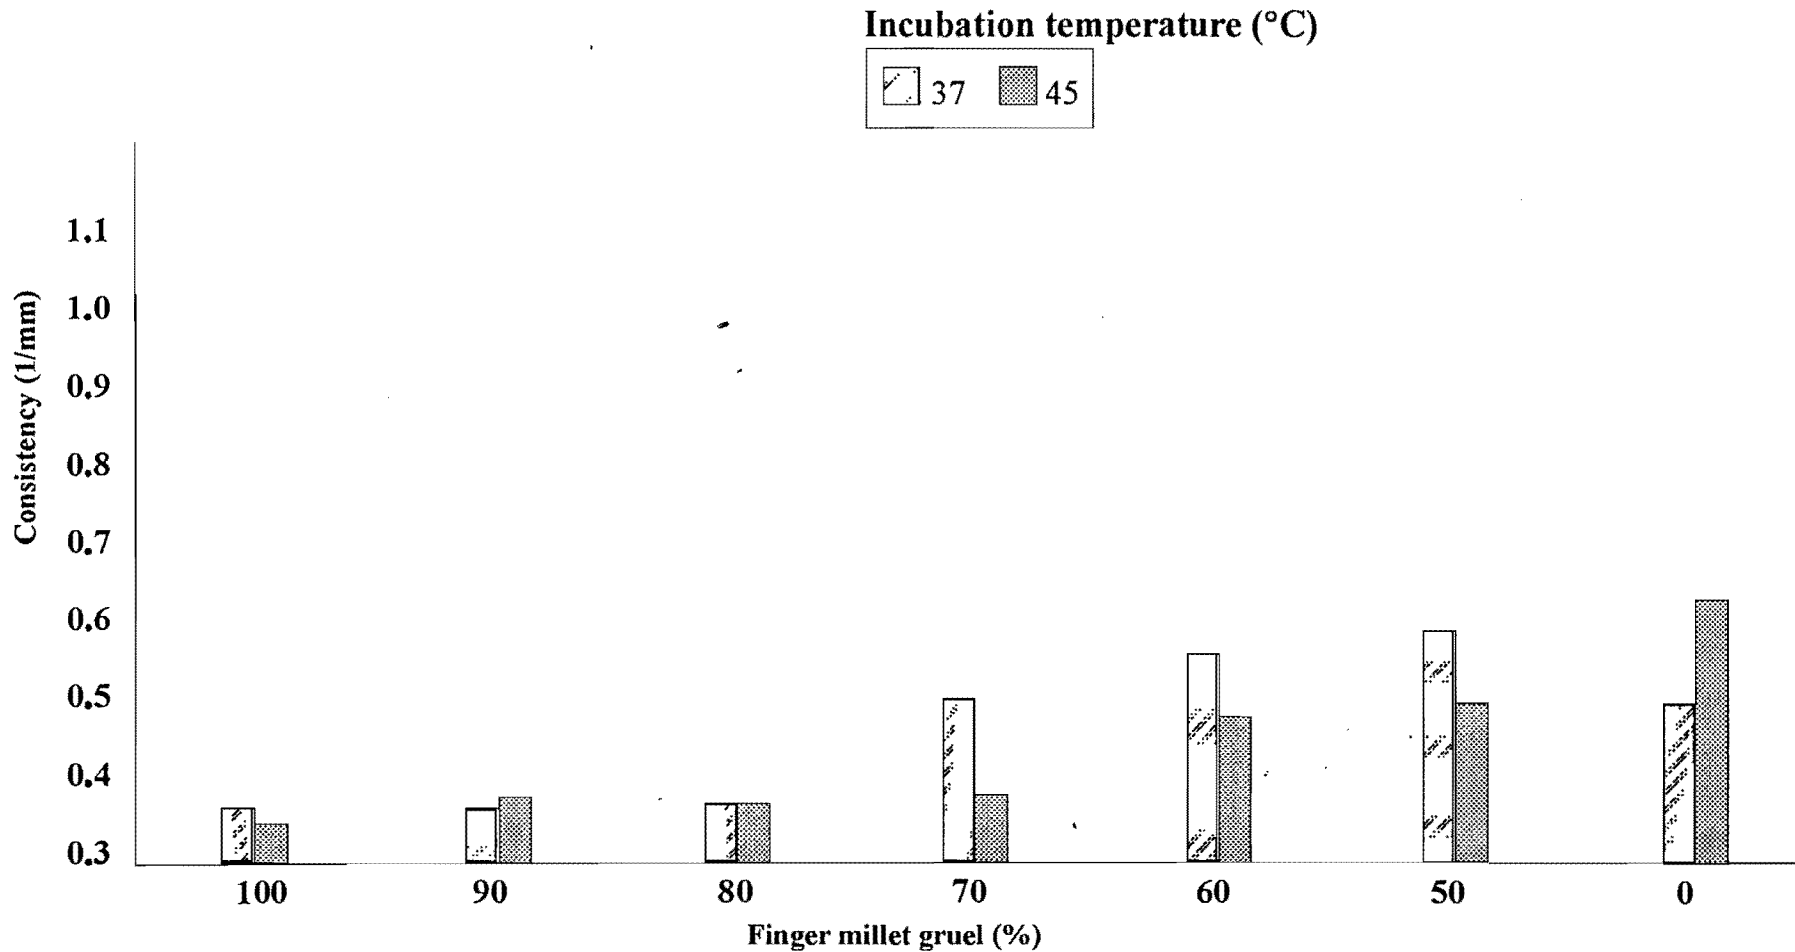 Incubation temperature (°C)
37 45
1.1
1.0
0.9
0.8
0.7
0.6
0.5
0.4
0.3
Consistency (1/mm)
100 90 80 70 60 50 0
Finger millet gruel (%)